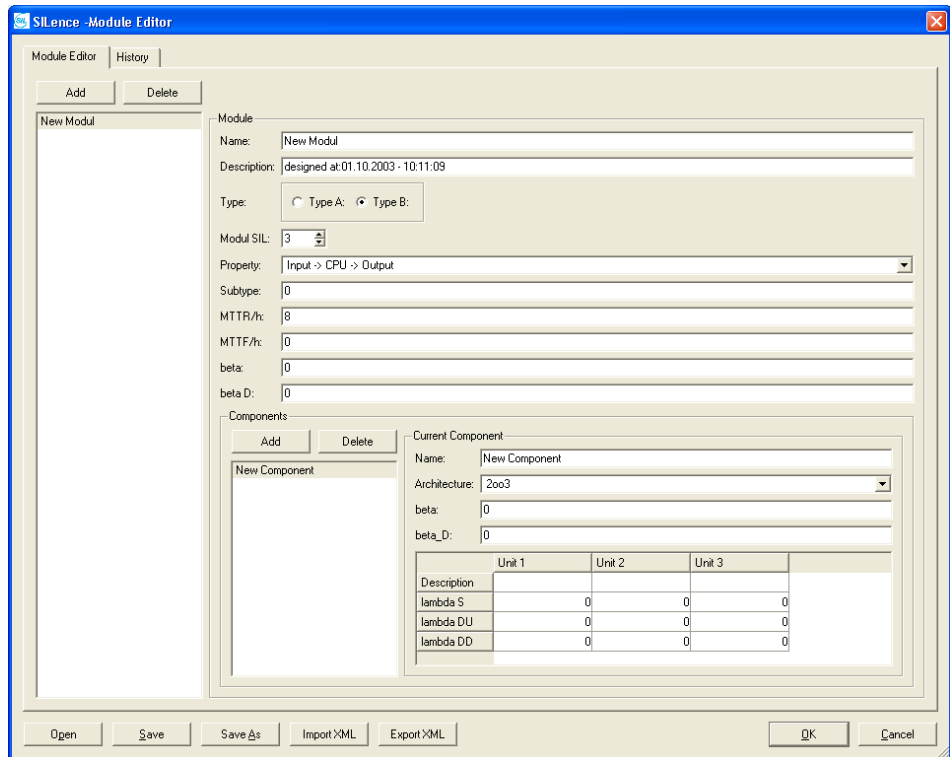 SIL SILence -Module Editor
Module Editor History
Add Delete
New Modul
Module
Name: New Modul
Description: designed at:01.10.2003 - 10:11:09
Type: Type A: Type B:
Modul SIL: 3
Property: Input -> CPU -> Output
Subtype: 0
MTTR/h: 8
MTTF/h: 0
beta: 0
beta D: 0
Components
Add Delete
New Component
Current Component
Name: New Component
Architecture: 2oo3
beta: 0
beta_D: 0
Unit 1 Unit 2 Unit 3
Description
lambda S 0 0 0
lambda DU 0 0 0
lambda DD 0 0 0
Open Save Save As Import XML Export XML OK Cancel